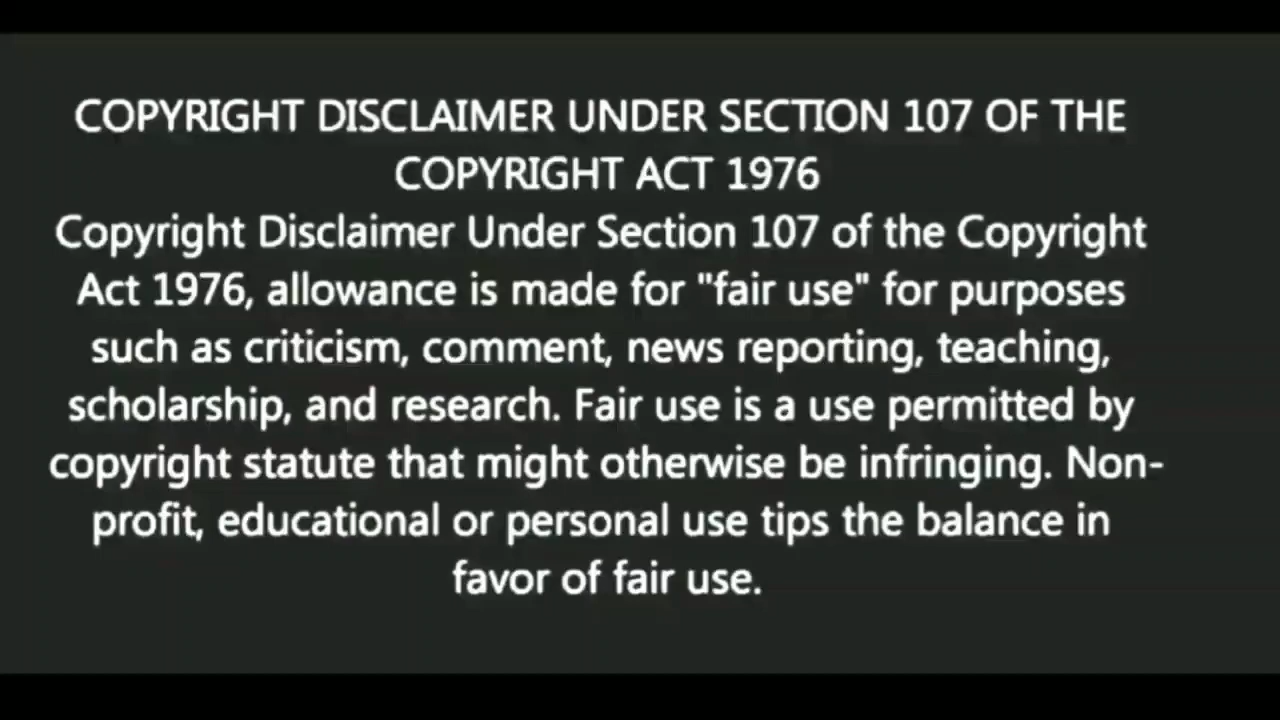 COPYRIGHT DISCLAIMER UNDER SECTION 107 OF THE
COPYRIGHT ACT 1976
Copyright Disclaimer Under Section 107 of the Copyright
Act 1976, allowance is made for "fair use" for purposes
such as criticism, comment, news reporting, teaching,
scholarship, and research. Fair use is a use permitted by
copyright statute that might otherwise be infringing. Non-
profit, educational or personal use tips the balance in
favor of fair use.